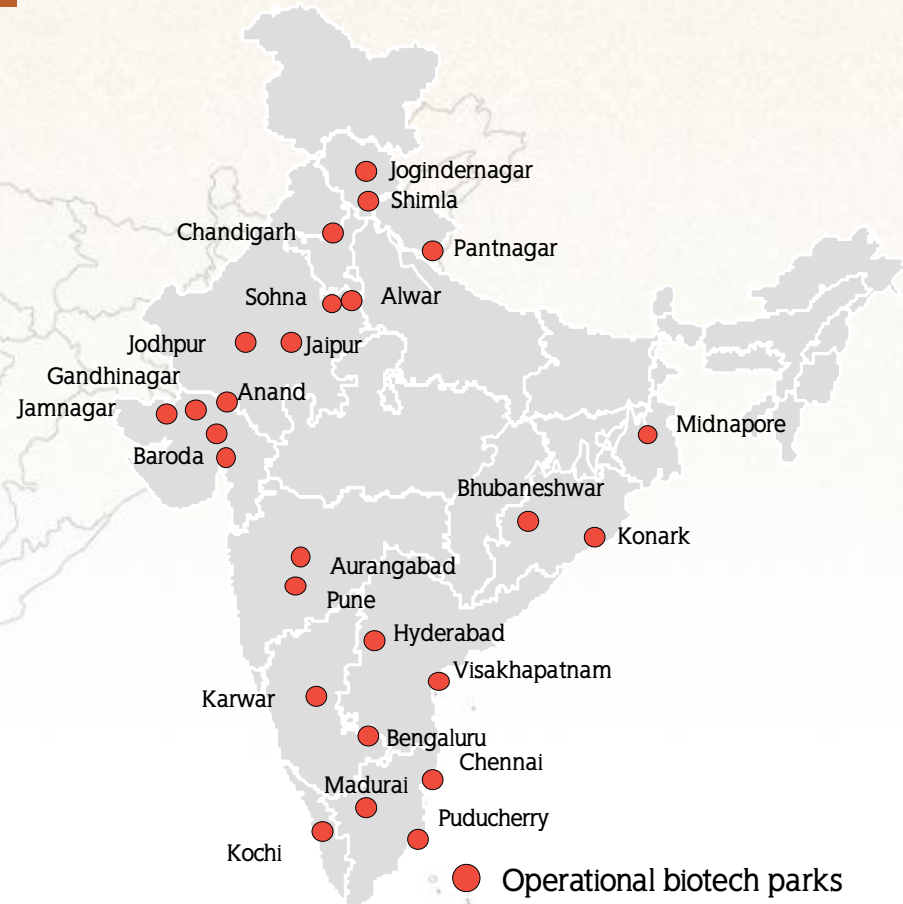 Jogindernagar
Shimla
Chandigarh
Pantnagar
Sohna
Alwar
Jodhpur
Jaipur
Gandhinagar
Anand
Jamnagar
Midnapore
Baroda
Bhubaneshwar
Konark
Aurangabad
Pune
Hyderabad
Visakhapatnam
Karwar
Bengaluru
Chennai
Madurai
Puducherry
Kochi
Operational biotech parks